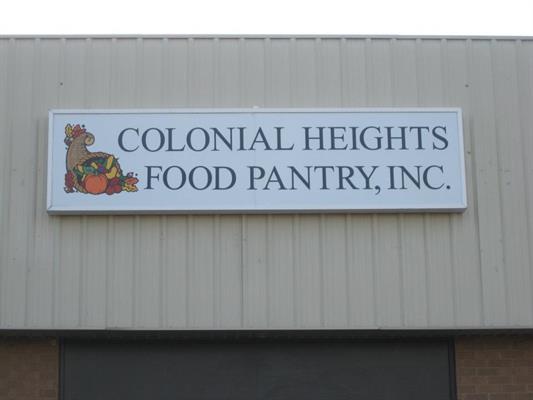 COLONIAL HEIGHTS
FOOD PANTRY, INC.